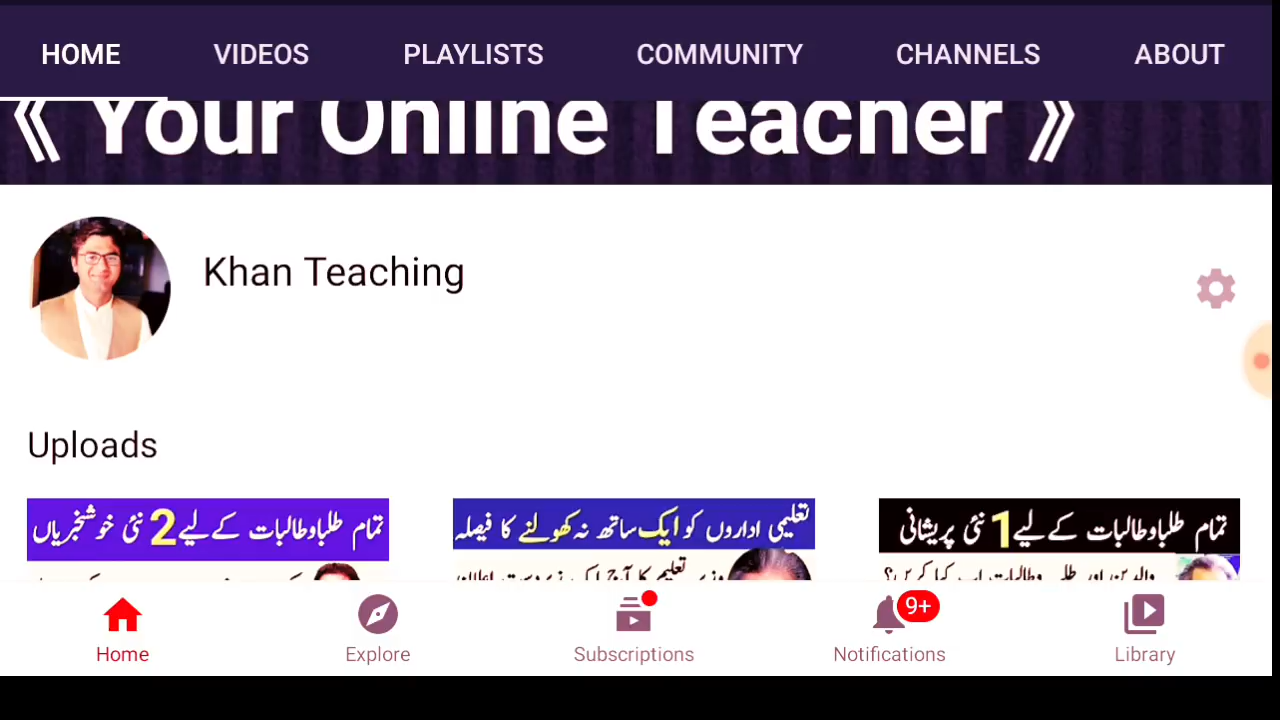 HOME VIDEOS PLAYLISTS COMMUNITY CHANNELS ABOUT
《 Your Online Teacher 》
Khan Teaching
Uploads
تمام طلباوطالبات کےلیے 2 نئی خوشخبریاں
تعلیمی اداروں کو ایک ساتھ نہ کھولنے کا فیصلہ
تمام طلباوطالبات کے لیے 1 نئی پریشانی
9+
Home Explore Subscriptions Notifications Library